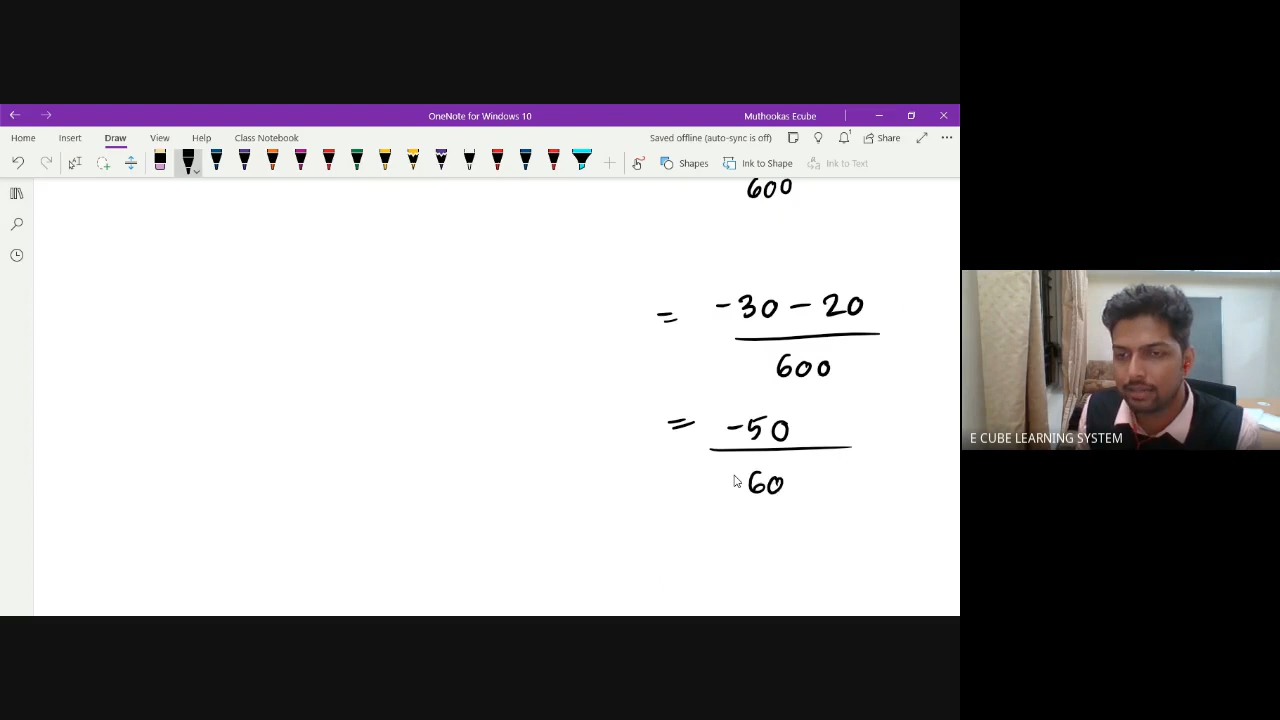 OneNote for Windows 10
Muthookas Ecube
Home Insert Draw View Help Class Notebook
Saved offline (auto-sync is off) Share
Shapes Ink to Shape Ink to Text
600
= -30 - 20
600
= -50
60
E CUBE LEARNING SYSTEM